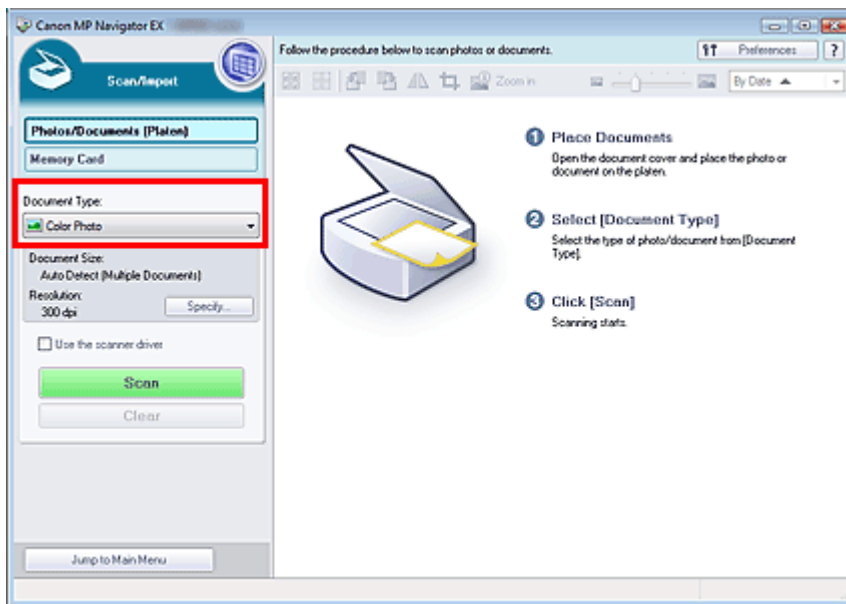 Canon MP Navigator EX
Scan/Import
Follow the procedure below to scan photos or documents.
Preferences
?
Zoom in
By Date
Photos/Documents (Platen)
Memory Card
Document Type:
Color Photo
Document Size:
Auto Detect (Multiple Documents)
Resolution:
300 dpi
Specify...
Use the scanner driver
Scan
Clear
Jump to Main Menu
1 Place Documents
Open the document cover and place the photo or
document on the platen.
2 Select [Document Type]
Select the type of photo/document from [Document
Type].
3 Click [Scan]
Scanning starts.